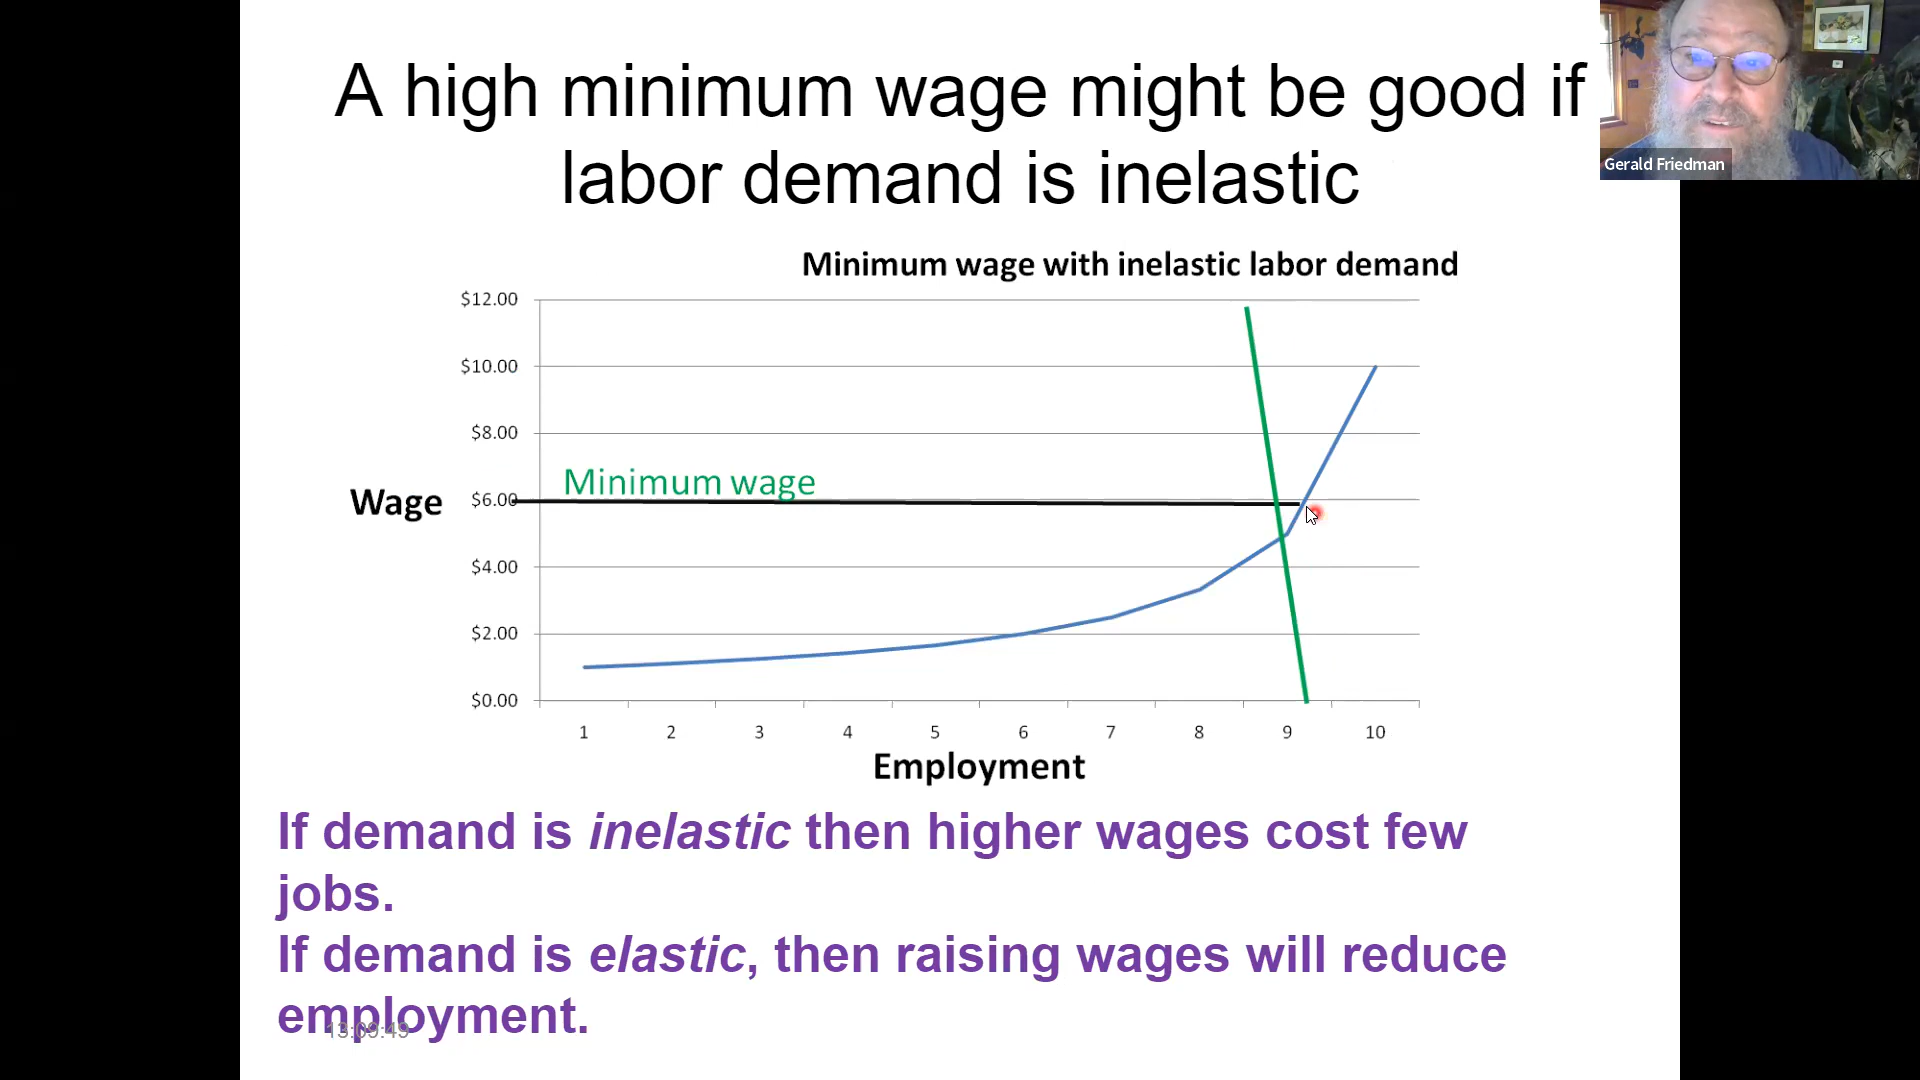 A high minimum wage might be good if
labor demand is inelastic
Gerald Friedman
Minimum wage with inelastic labor demand
$12.00
$10.00
$8.00
Minimum wage
Wage
$6.00
$4.00
$2.00
$0.00
1 2 3 4 5 6 7 8 9 10
Employment
If demand is inelastic then higher wages cost few
jobs.
If demand is elastic, then raising wages will reduce
employment.
13:09:49